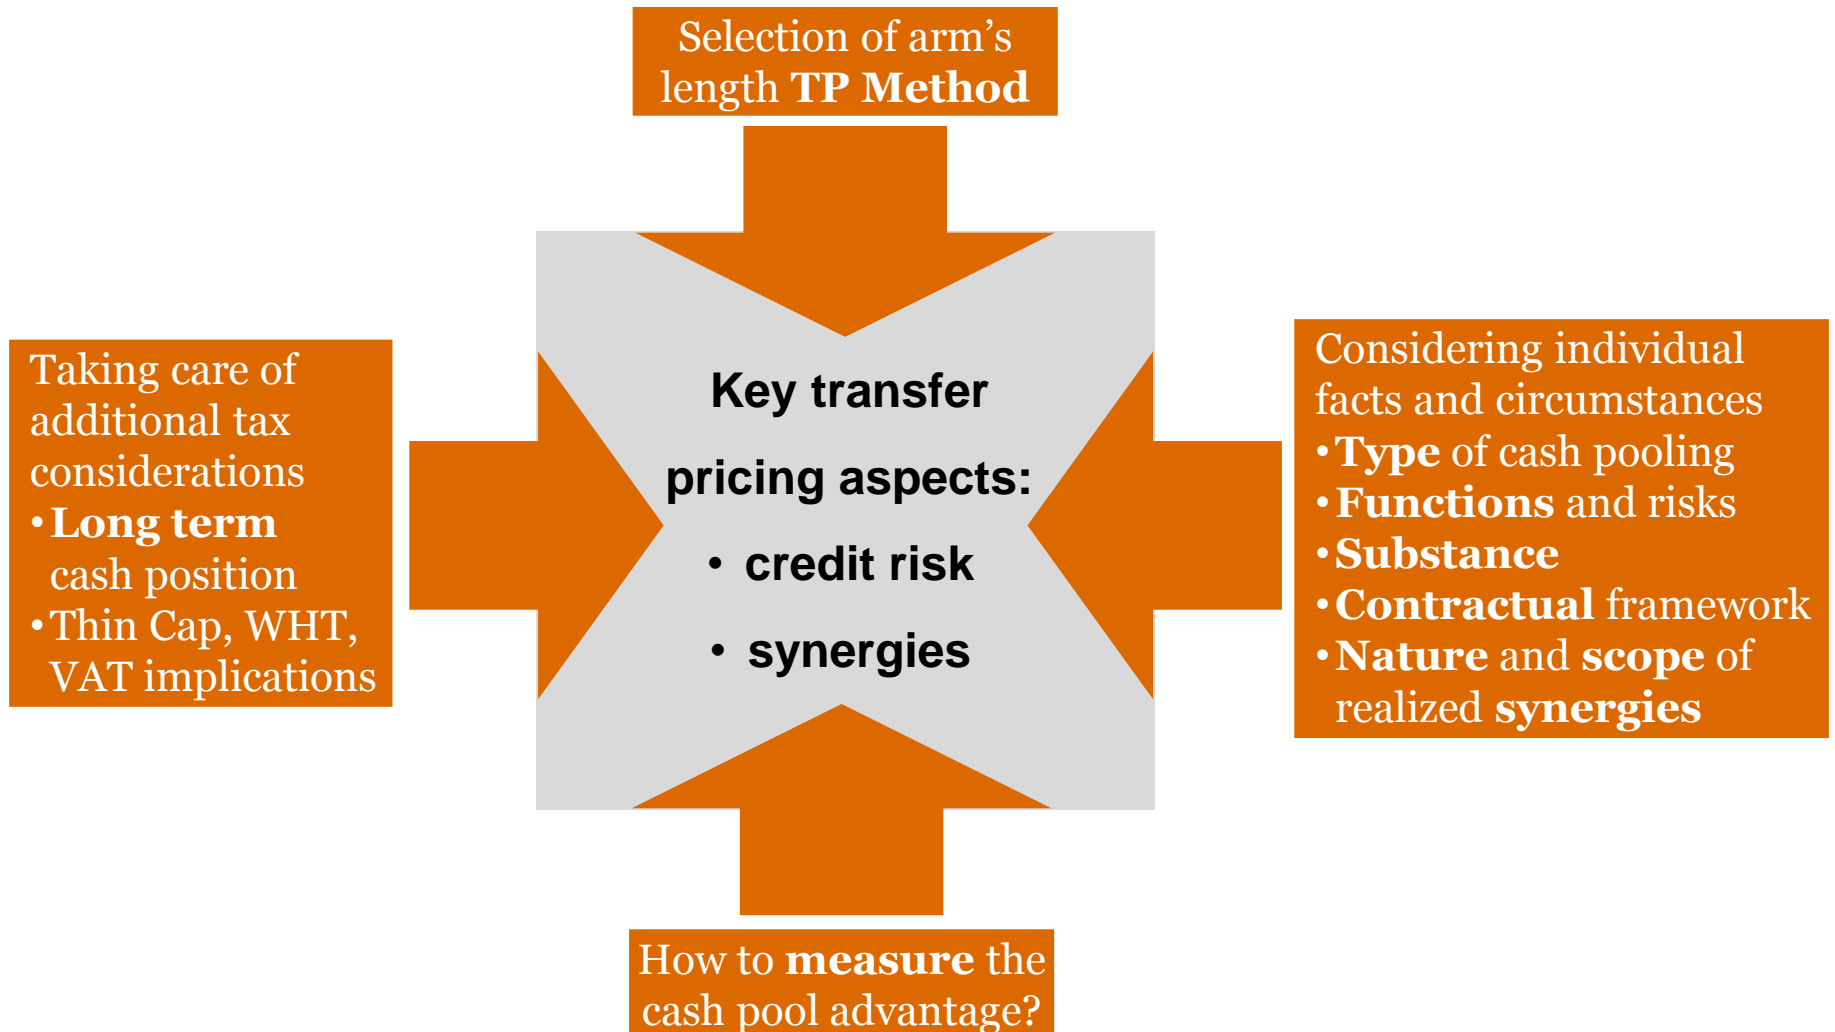 Selection of arm’s
length TP Method
Taking care of
additional tax
considerations
•Long term
cash position
•Thin Cap, WHT,
VAT implications
Key transfer
pricing aspects:
• credit risk
• synergies
Considering individual
facts and circumstances
•Type of cash pooling
•Functions and risks
•Substance
•Contractual framework
•Nature and scope of
realized synergies
How to measure the
cash pool advantage?